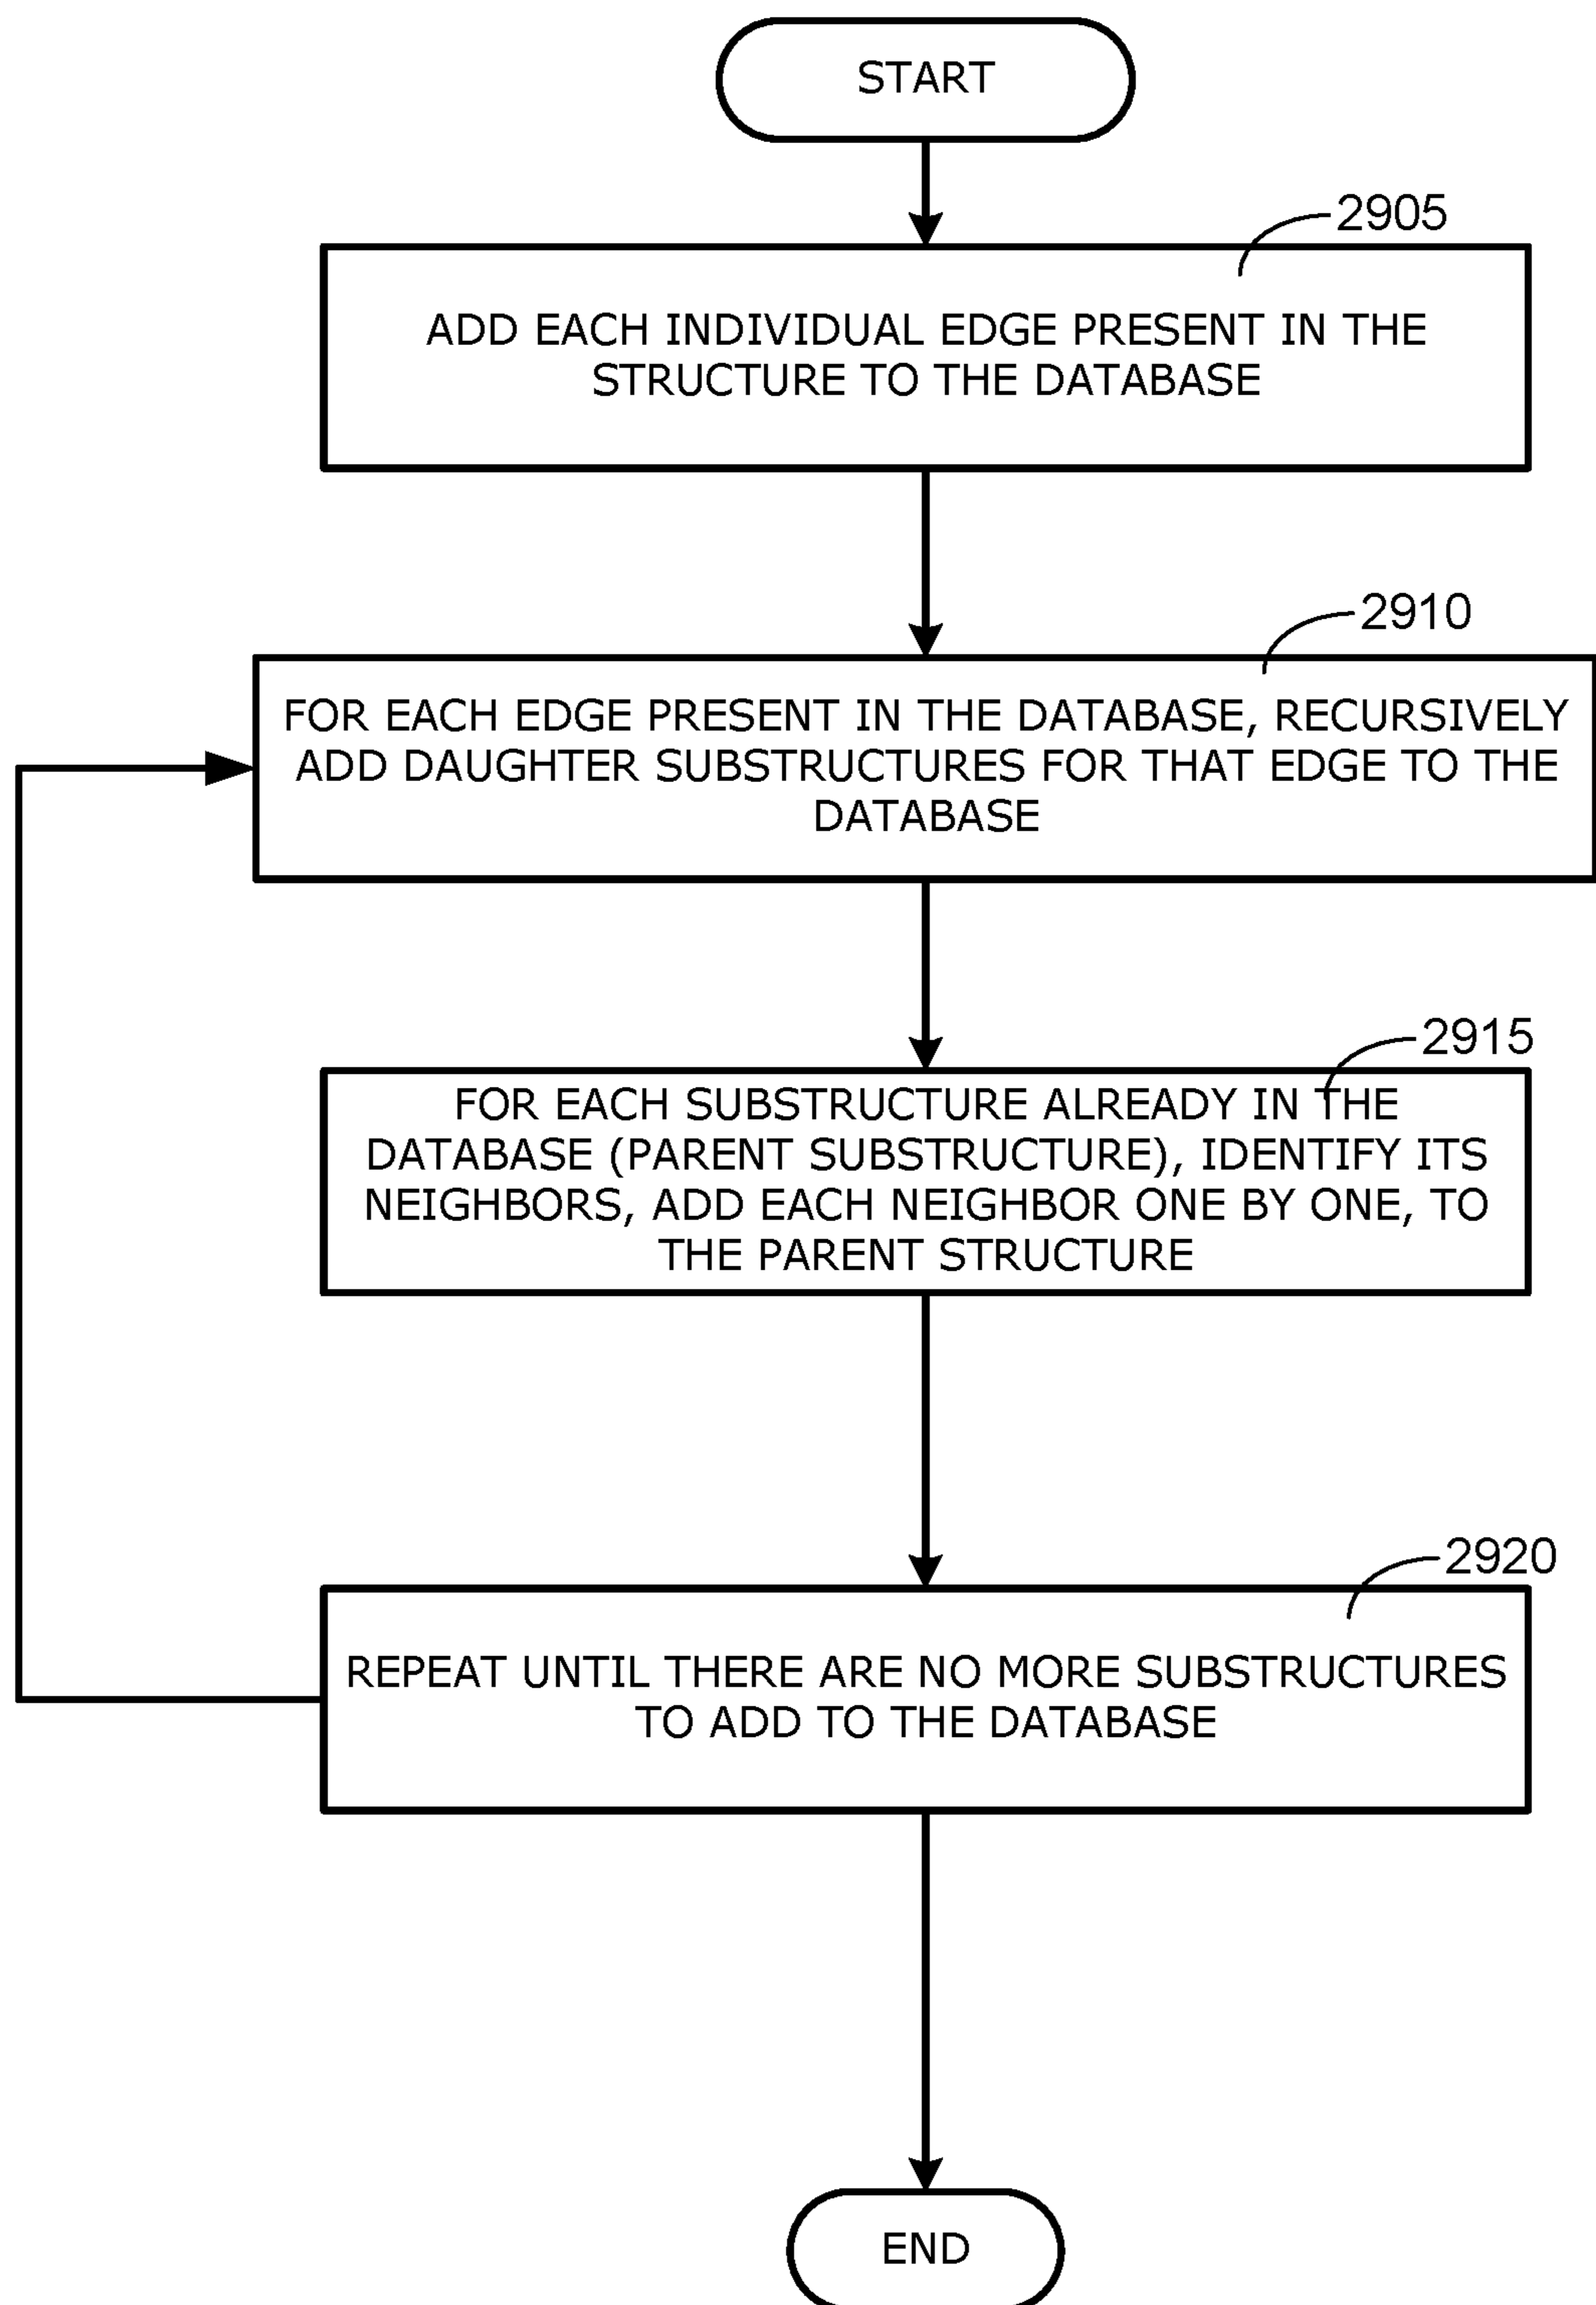 START
2905
ADD EACH INDIVIDUAL EDGE PRESENT IN THE
STRUCTURE TO THE DATABASE
2910
FOR EACH EDGE PRESENT IN THE DATABASE, RECURSIVELY
ADD DAUGHTER SUBSTRUCTURES FOR THAT EDGE TO THE
DATABASE
2915
FOR EACH SUBSTRUCTURE ALREADY IN THE
DATABASE (PARENT SUBSTRUCTURE), IDENTIFY ITS
NEIGHBORS, ADD EACH NEIGHBOR ONE BY ONE, TO
THE PARENT STRUCTURE
2920
REPEAT UNTIL THERE ARE NO MORE SUBSTRUCTURES
TO ADD TO THE DATABASE
END